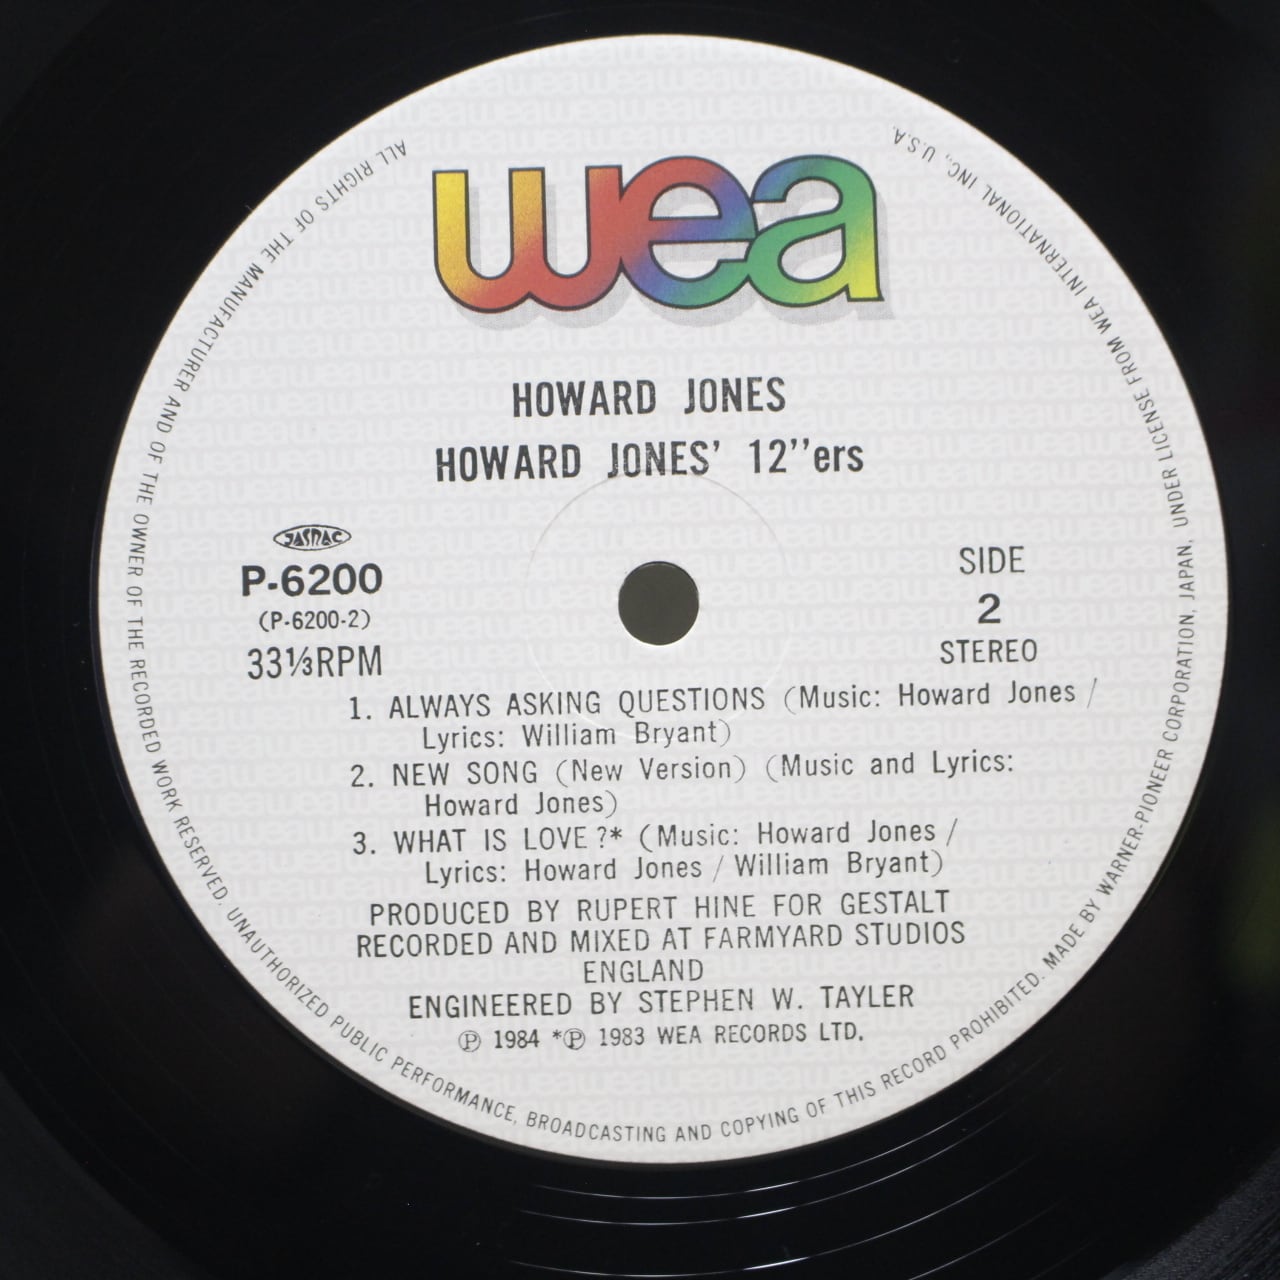 wea
HOWARD JONES
HOWARD JONES' 12''ers
JASRAC
P-6200
(P-6200-2)
33⅓RPM
SIDE
2
STEREO
1. ALWAYS ASKING QUESTIONS (Music: Howard Jones /
Lyrics: William Bryant)
2. NEW SONG (New Version) (Music and Lyrics:
Howard Jones)
3. WHAT IS LOVE?* (Music: Howard Jones /
Lyrics: Howard Jones / William Bryant)
PRODUCED BY RUPERT HINE FOR GESTALT
RECORDED AND MIXED AT FARMYARD STUDIOS
ENGLAND
ENGINEERED BY STEPHEN W. TAYLER
Ⓟ 1984 *Ⓟ 1983 WEA RECORDS LTD.
ALL RIGHTS OF THE MANUFACTURER AND OF THE OWNER OF THE RECORDED WORK RESERVED. UNAUTHORIZED PUBLIC PERFORMANCE, BROADCASTING AND COPYING OF THIS RECORD PROHIBITED. MADE BY WARNER-PIONEER CORPORATION, JAPAN, UNDER LICENSE FROM WEA INTERNATIONAL INC., U.S.A.